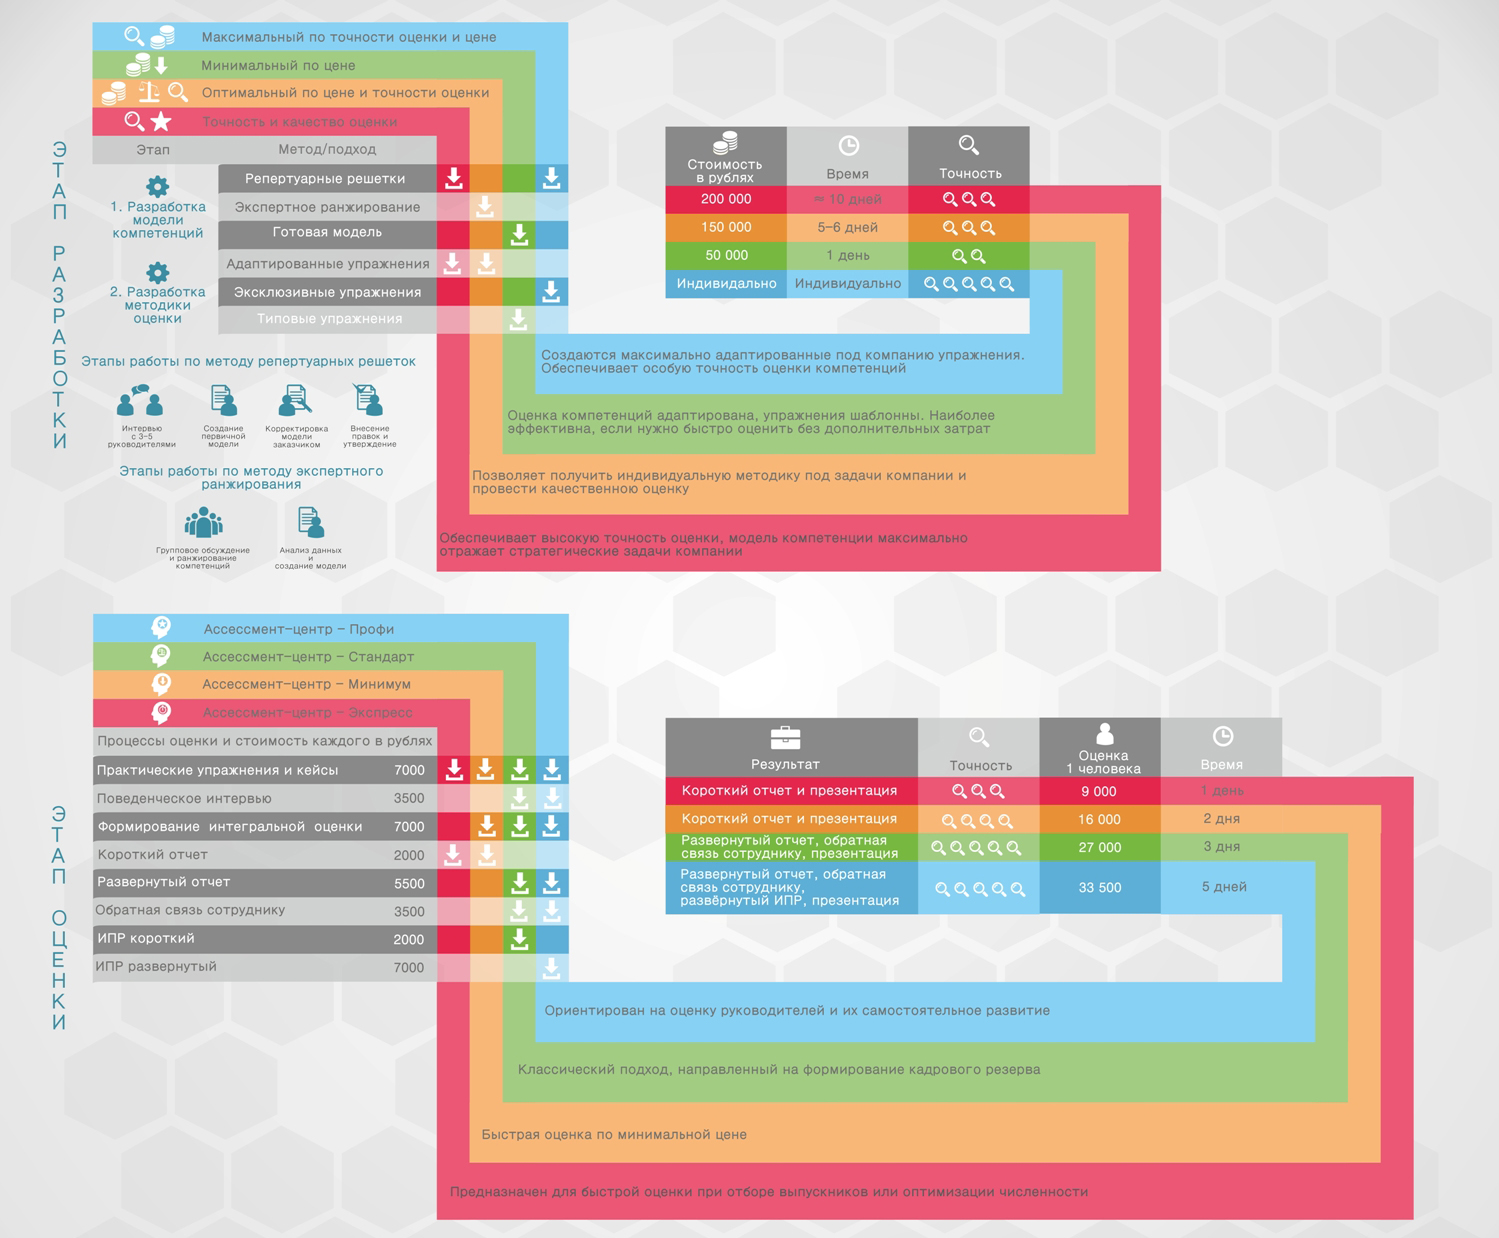 ЭТАП РАЗРАБОТКИ
Максимальный по точности оценки и цене
Минимальный по цене
Оптимальный по цене и точности оценки
Точность и качество оценки
Этап
Метод/подход
1. Разработка
модели
компетенций
2. Разработка
методики
оценки
Репертуарные решетки
Экспертное ранжирование
Готовая модель
Адаптированные упражнения
Эксклюзивные упражнения
Типовые упражнения
Этапы работы по методу репертуарных решеток
Интервью
с 3-5
руководителями
Создание
первичной
модели
Корректировка
модели
заказчиком
Внесение
правок и
утверждение
Этапы работы по методу экспертного
ранжирования
Групповое обсуждение
и ранжирование
компетенций
Анализ данных
и
создание модели
Стоимость
в рублях
Время
Точность
200 000
≈ 10 дней
150 000
5-6 дней
50 000
1 день
Индивидально
Индивидуально
Создаются максимально адаптированные под компанию упражнения.
Обеспечивает особую точность оценки компетенций
Оценка компетенций адаптирована, упражнения шаблонны. Наиболее
эффективна, если нужно быстро оценить без дополнительных затрат
Позволяет получить индивидуальную методику под задачи компании и
провести качественною оценку
Обеспечивает высокую точность оценки, модель компетенции максимально
отражает стратегические задачи компании
ЭТАП ОЦЕНКИ
Ассессмент-центр - Профи
Ассессмент-центр - Стандарт
Ассессмент-центр - Минимум
Ассессмент-центр - Экспресс
Процессы оценки и стоимость каждого в рублях
Практические упражнения и кейсы 7000
Поведенческое интервью 3500
Формирование интегральной оценки 7000
Короткий отчет 2000
Развернутый отчет 5500
Обратная связь сотруднику 3500
ИПР короткий 2000
ИПР развернутый 7000
Результат
Точность
Оценка
1 человека
Время
Короткий отчет и презентация
9 000
1 день
Короткий отчет и презентация
16 000
2 дня
Развернутый отчет, обратная
связь сотруднику, презентация
27 000
3 дня
Развернутый отчет, обратная
связь сотруднику,
развёрнутый ИПР, презентация
33 500
5 дней
Ориентирован на оценку руководителей и их самостоятельное развитие
Классический подход, направленный на формирование кадрового резерва
Быстрая оценка по минимальной цене
Предназначен для быстрой оценки при отборе выпускников или оптимизации численности